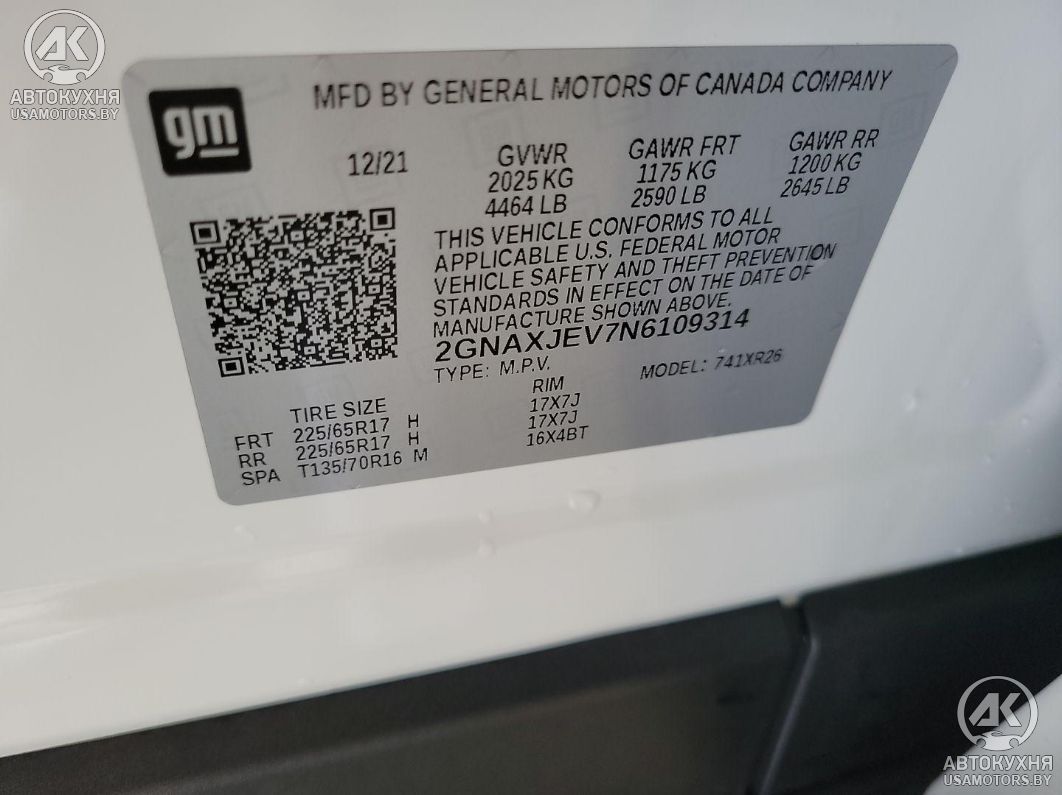 AK
АВТОКУХНЯ
USAMOTORS.BY
gm
MFD BY GENERAL MOTORS OF CANADA COMPANY
12/21
GVWR
2025 KG
4464 LB
GAWR FRT
1175 KG
2590 LB
GAWR RR
1200 KG
2645 LB
THIS VEHICLE CONFORMS TO ALL
APPLICABLE U.S. FEDERAL MOTOR
VEHICLE SAFETY AND THEFT PREVENTION
STANDARDS IN EFFECT ON THE DATE OF
MANUFACTURE SHOWN ABOVE.
2GNAXJEV7N6109314
TYPE: M.P.V. MODEL: 741XR26
TIRE SIZE RIM
FRT 225/65R17 H 17X7J
RR 225/65R17 H 17X7J
SPA T135/70R16 M 16X4BT
AK
АВТОКУХНЯ
USAMOTORS.BY